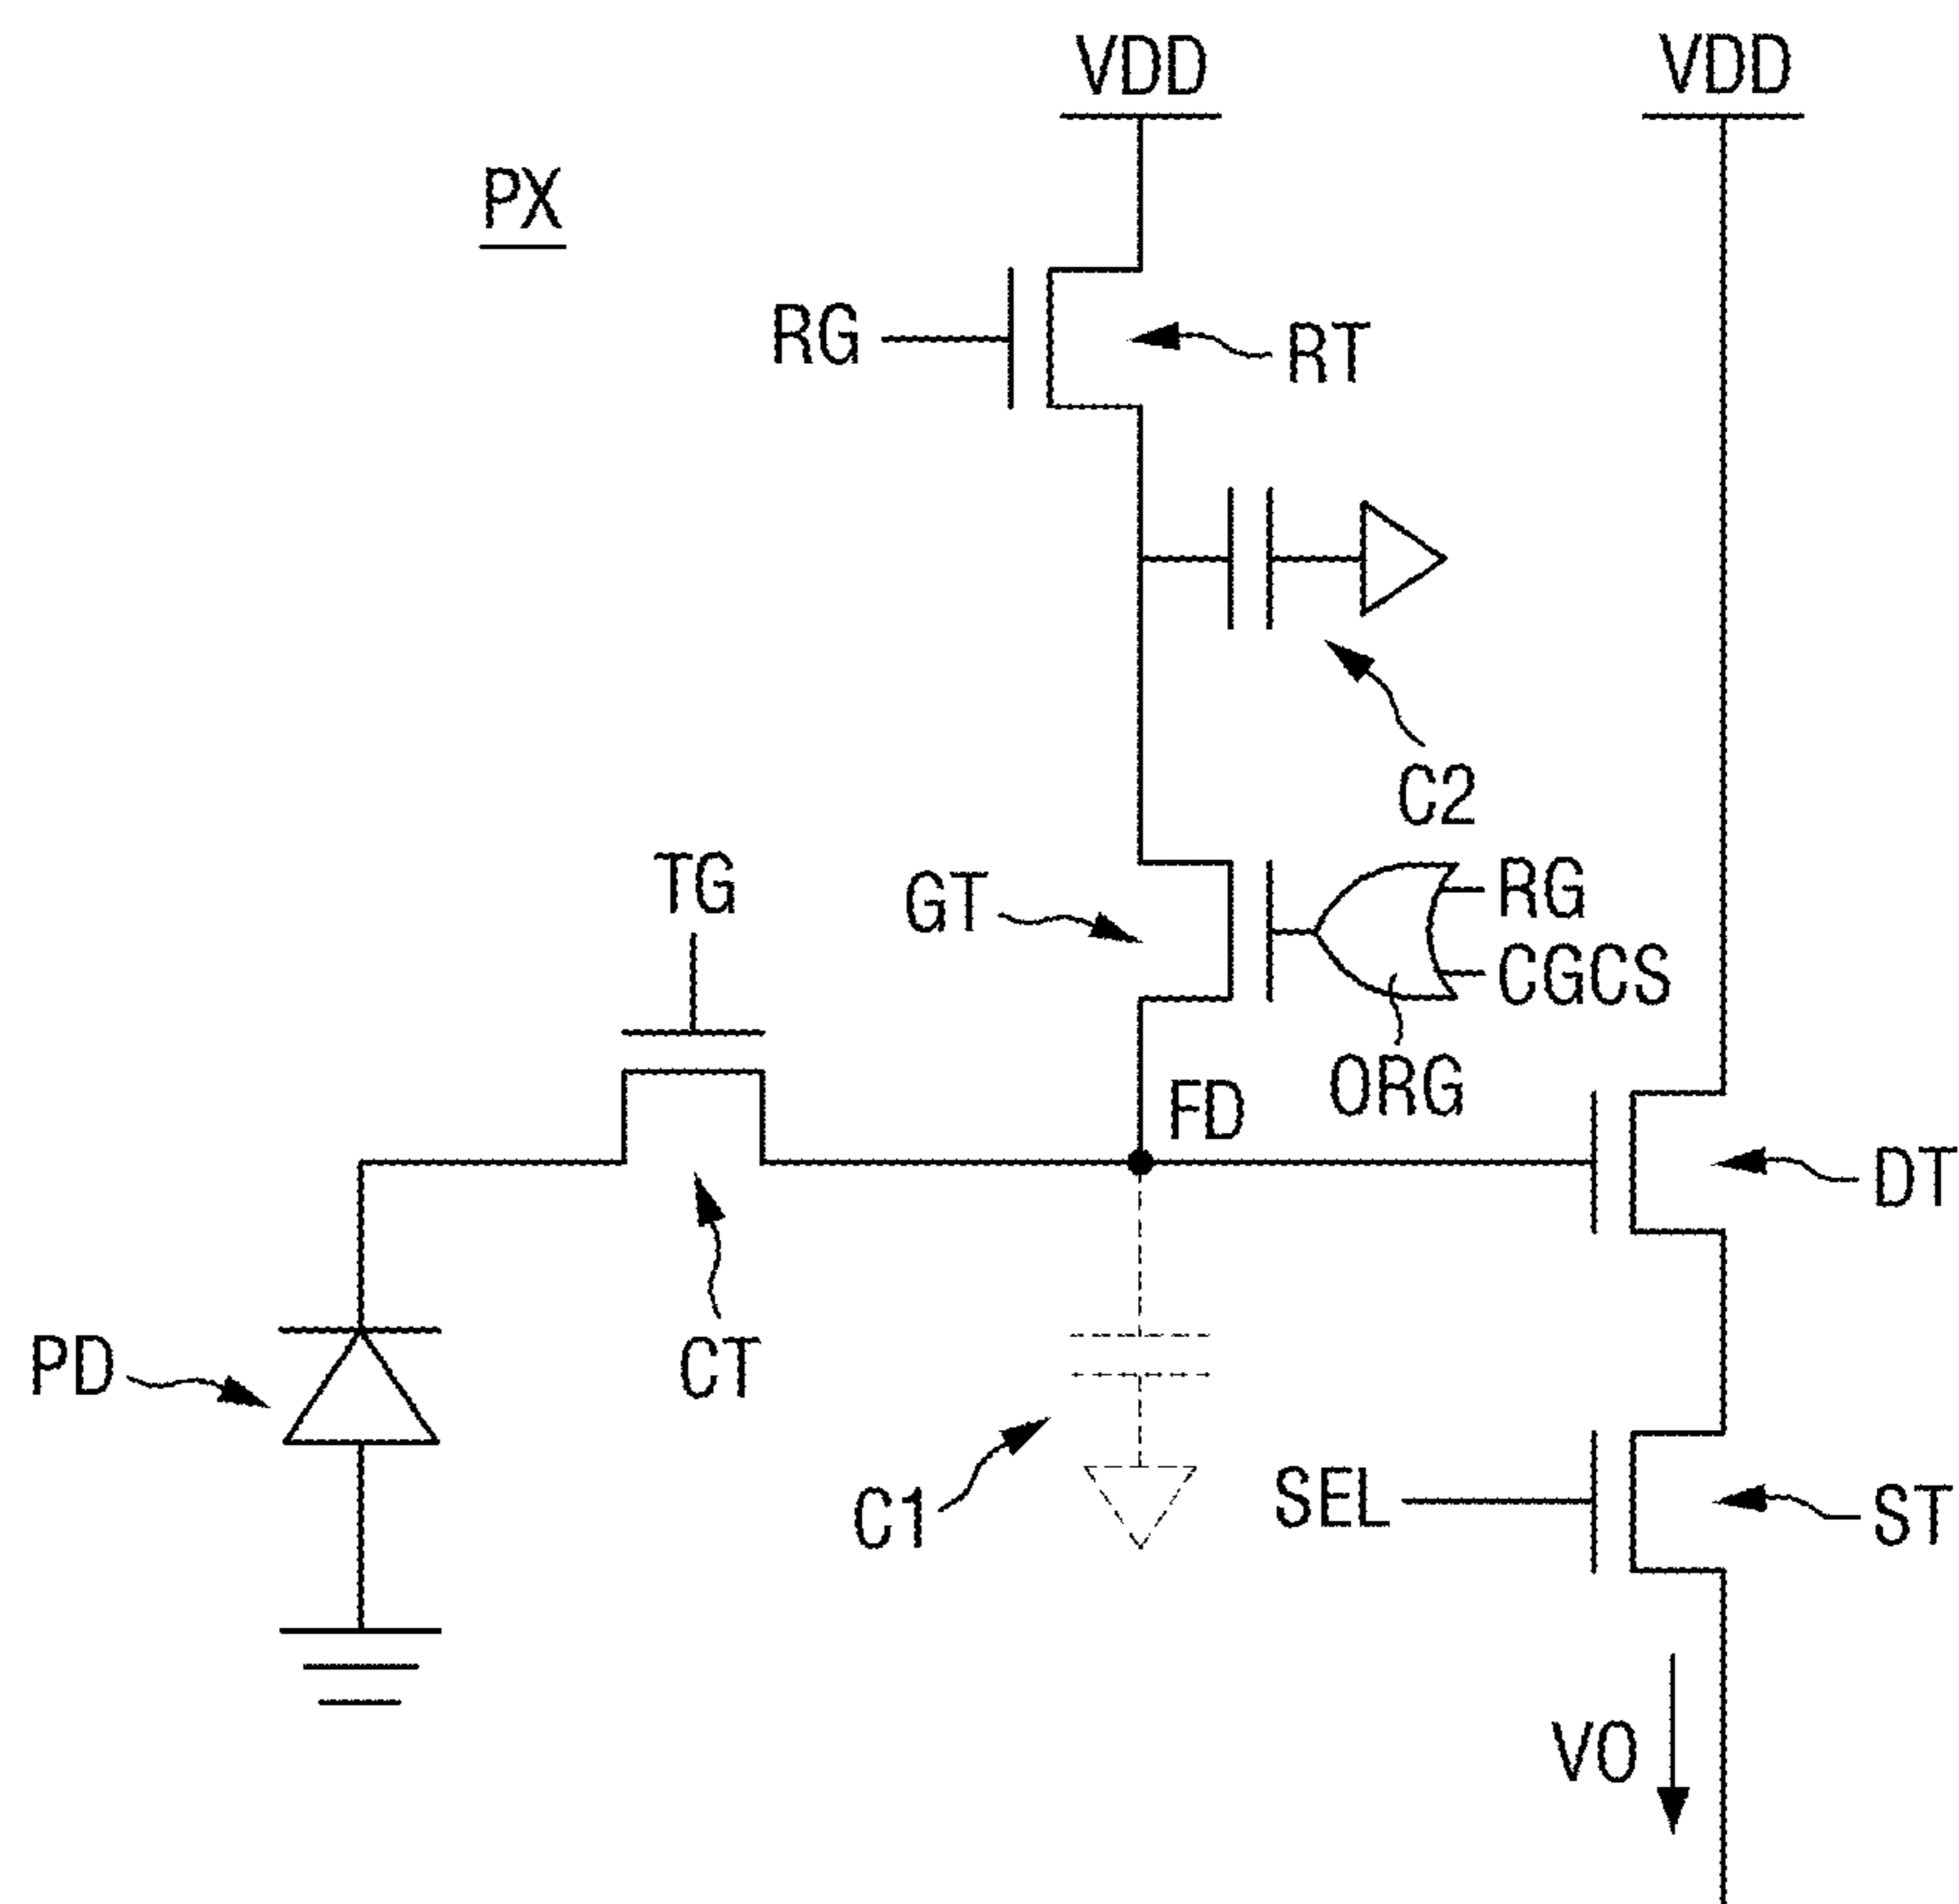 VDD
VDD
PX
RG
RT
C2
TG
GT
RG
CGCS
ORG
FD
DT
PD
CT
C1
SEL
ST
VO